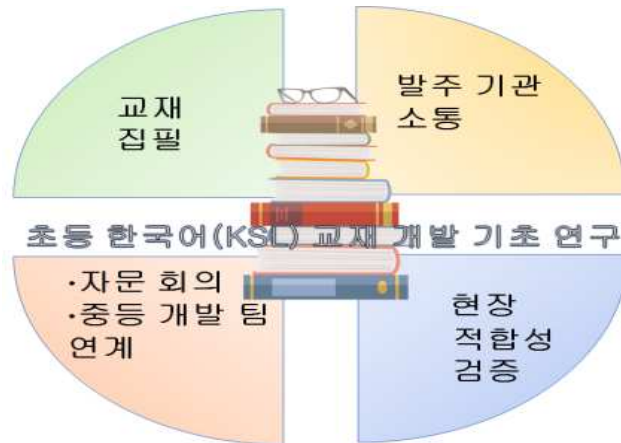 교재
집필
발주 기관
소통
초등 한국어(KSL) 교재 개발 기초 연구
·자문 회의
·중등 개발 팀
연계
현장
적합성
검증